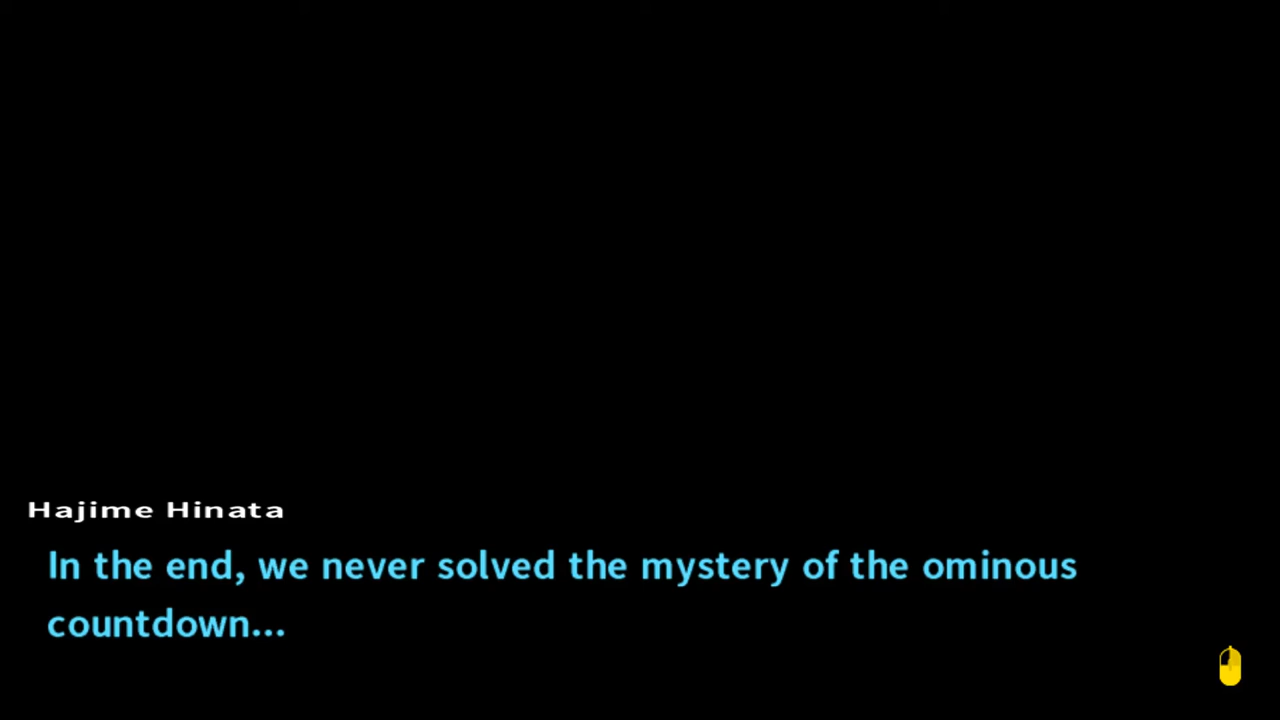 Hajime Hinata
In the end, we never solved the mystery of the ominous
countdown...